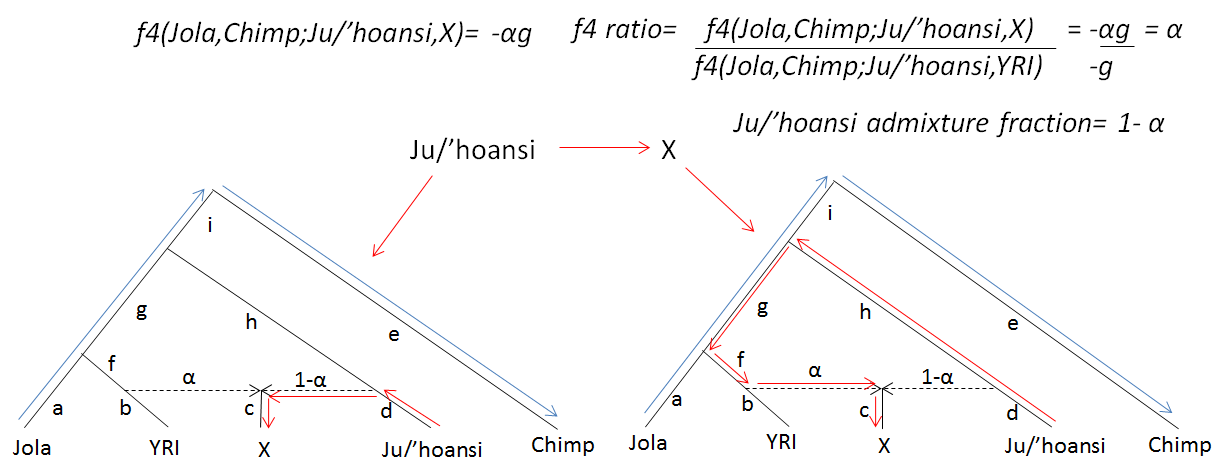 f4(Jola,Chimp;Ju/’hoansi,X)= -αg
f4 ratio= f4(Jola,Chimp;Ju/’hoansi,X) = -αg = α
f4(Jola,Chimp;Ju/’hoansi,YRI) -g
Ju/’hoansi admixture fraction= 1- α
Ju/’hoansi X
i
g
h
e
f
α
1-α
a
b
c
d
Jola YRI X Ju/’hoansi Chimp
i
g
h
e
f
α
1-α
a
b
c
d
Jola YRI X Ju/’hoansi Chimp